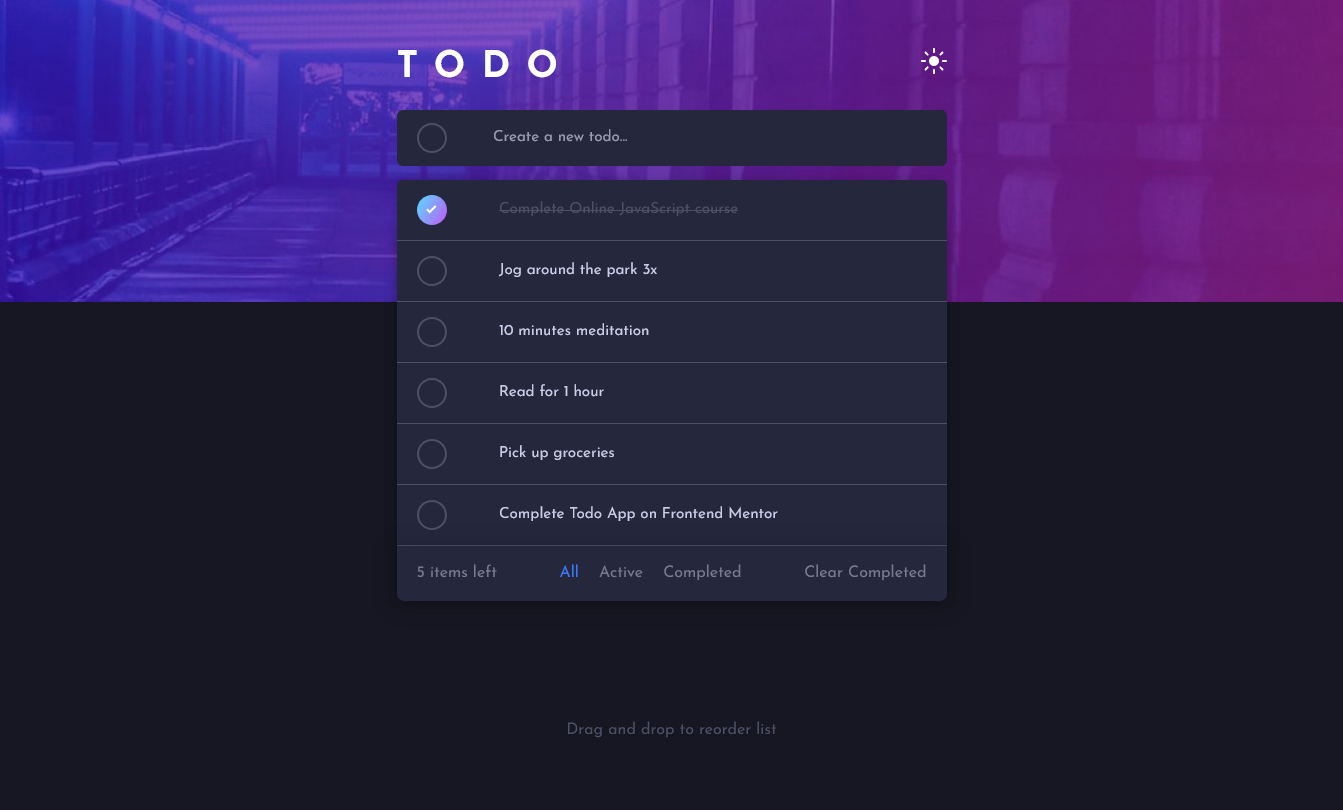 TODO
Create a new todo...
Complete Online JavaScript course
Jog around the park 3x
10 minutes meditation
Read for 1 hour
Pick up groceries
Complete Todo App on Frontend Mentor
5 items left All Active Completed Clear Completed
Drag and drop to reorder list